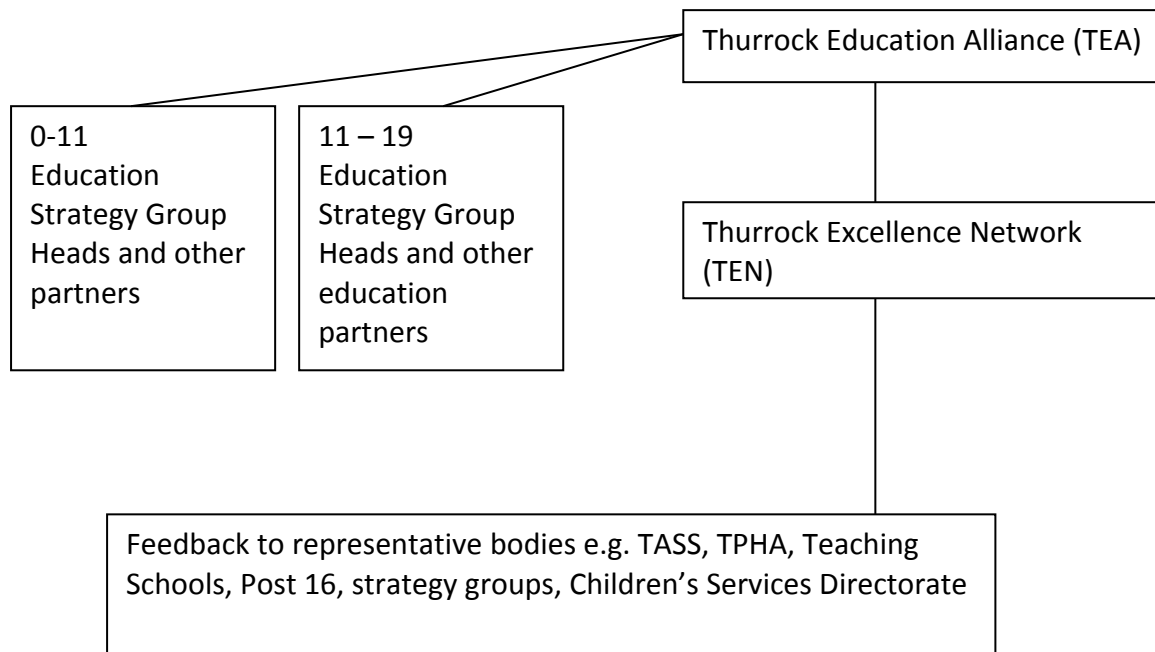 Thurrock Education Alliance (TEA)
0-11
Education
Strategy Group
Heads and other
partners
11 – 19
Education
Strategy Group
Heads and other
education
partners
Thurrock Excellence Network
(TEN)
Feedback to representative bodies e.g. TASS, TPHA, Teaching
Schools, Post 16, strategy groups, Children’s Services Directorate